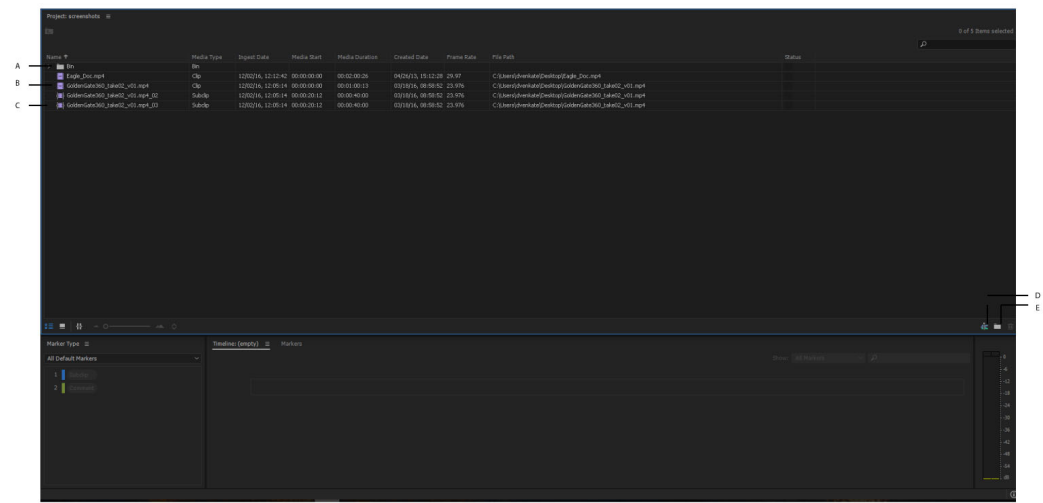 Project: screenshots
0 of 5 Items selected
Name Media Type Ingest Date Media Start Media Duration Created Date Frame Rate File Path Status
A Bin Bin
Eagle_Doc.mp4 Clip 12/02/16, 12:12:42 00:00:00:00 00:02:00:26 04/26/13, 15:12:28 29.97 C:\Users\dvenkate\Desktop\Eagle_Doc.mp4
B GoldenGate360_take02_v01.mp4 Clip 12/02/16, 12:05:14 00:00:00:00 00:01:00:13 03/18/16, 08:58:52 23.976 C:\Users\dvenkate\Desktop\GoldenGate360_take02_v01.mp4
GoldenGate360_take02_v01.mp4_02 Subclip 12/02/16, 12:05:14 00:00:20:12 00:00:40:00 03/18/16, 08:58:52 23.976 C:\Users\dvenkate\Desktop\GoldenGate360_take02_v01.mp4
C GoldenGate360_take02_v01.mp4_03 Subclip 12/02/16, 12:05:14 00:00:20:12 00:00:40:00 03/18/16, 08:58:52 23.976 C:\Users\dvenkate\Desktop\GoldenGate360_take02_v01.mp4
D
E
Marker Type
Timeline: (empty) Markers
All Default Markers
Show: All Markers
1
2 Comment
0
-6
-12
-18
-24
-30
-36
-42
-48
-54
dB